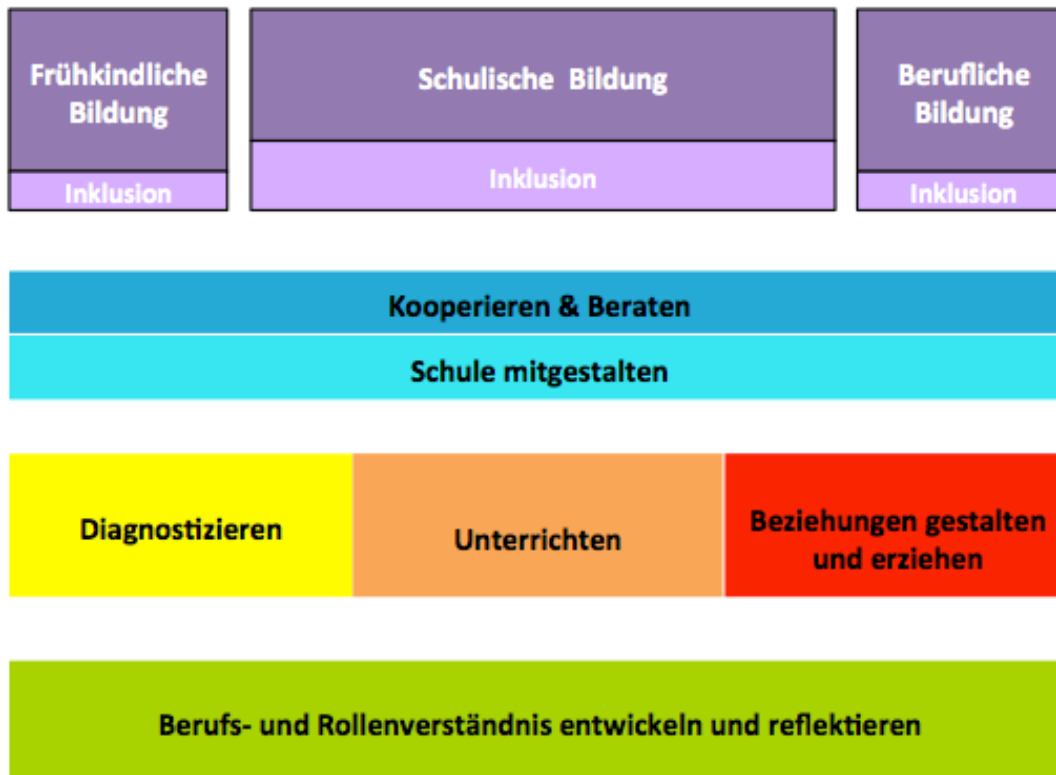 Frühkindliche
Bildung
Inklusion
Schulische Bildung
Inklusion
Berufliche
Bildung
Inklusion
Kooperieren & Beraten
Schule mitgestalten
Diagnostizieren
Unterrichten
Beziehungen gestalten
und erziehen
Berufs- und Rollenverständnis entwickeln und reflektieren